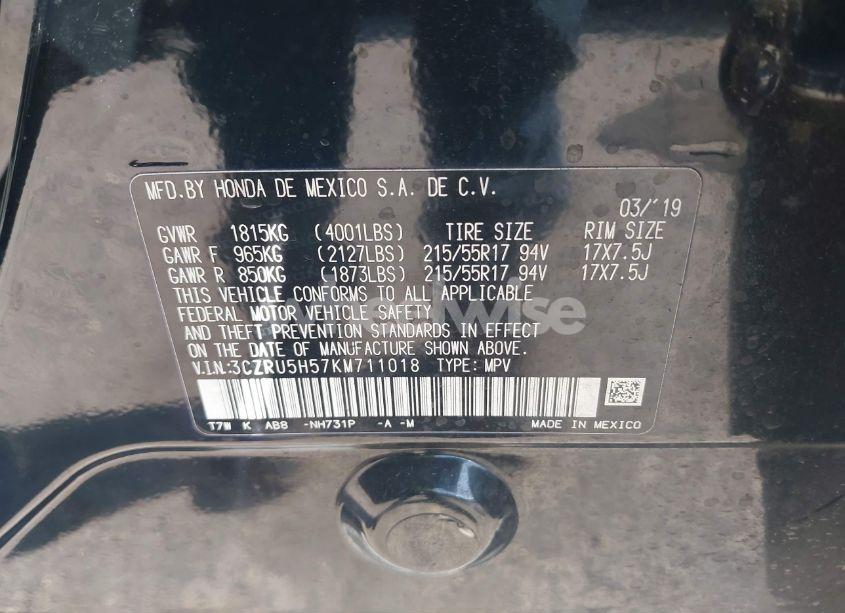 MFD.BY HONDA DE MEXICO S.A. DE C.V.
03/'19
GVWR 1815KG (4001LBS) TIRE SIZE RIM SIZE
GAWR F 965KG (2127LBS) 215/55R17 94V 17X7.5J
GAWR R 850KG (1873LBS) 215/55R17 94V 17X7.5J
THIS VEHICLE CONFORMS TO ALL APPLICABLE
FEDERAL MOTOR VEHICLE SAFETY
AND THEFT PREVENTION STANDARDS IN EFFECT
ON THE DATE OF MANUFACTURE SHOWN ABOVE.
V.I.N:3CZRU5H57KM711018 TYPE: MPV
T7W K AB8 -NH731P -A -M MADE IN MEXICO